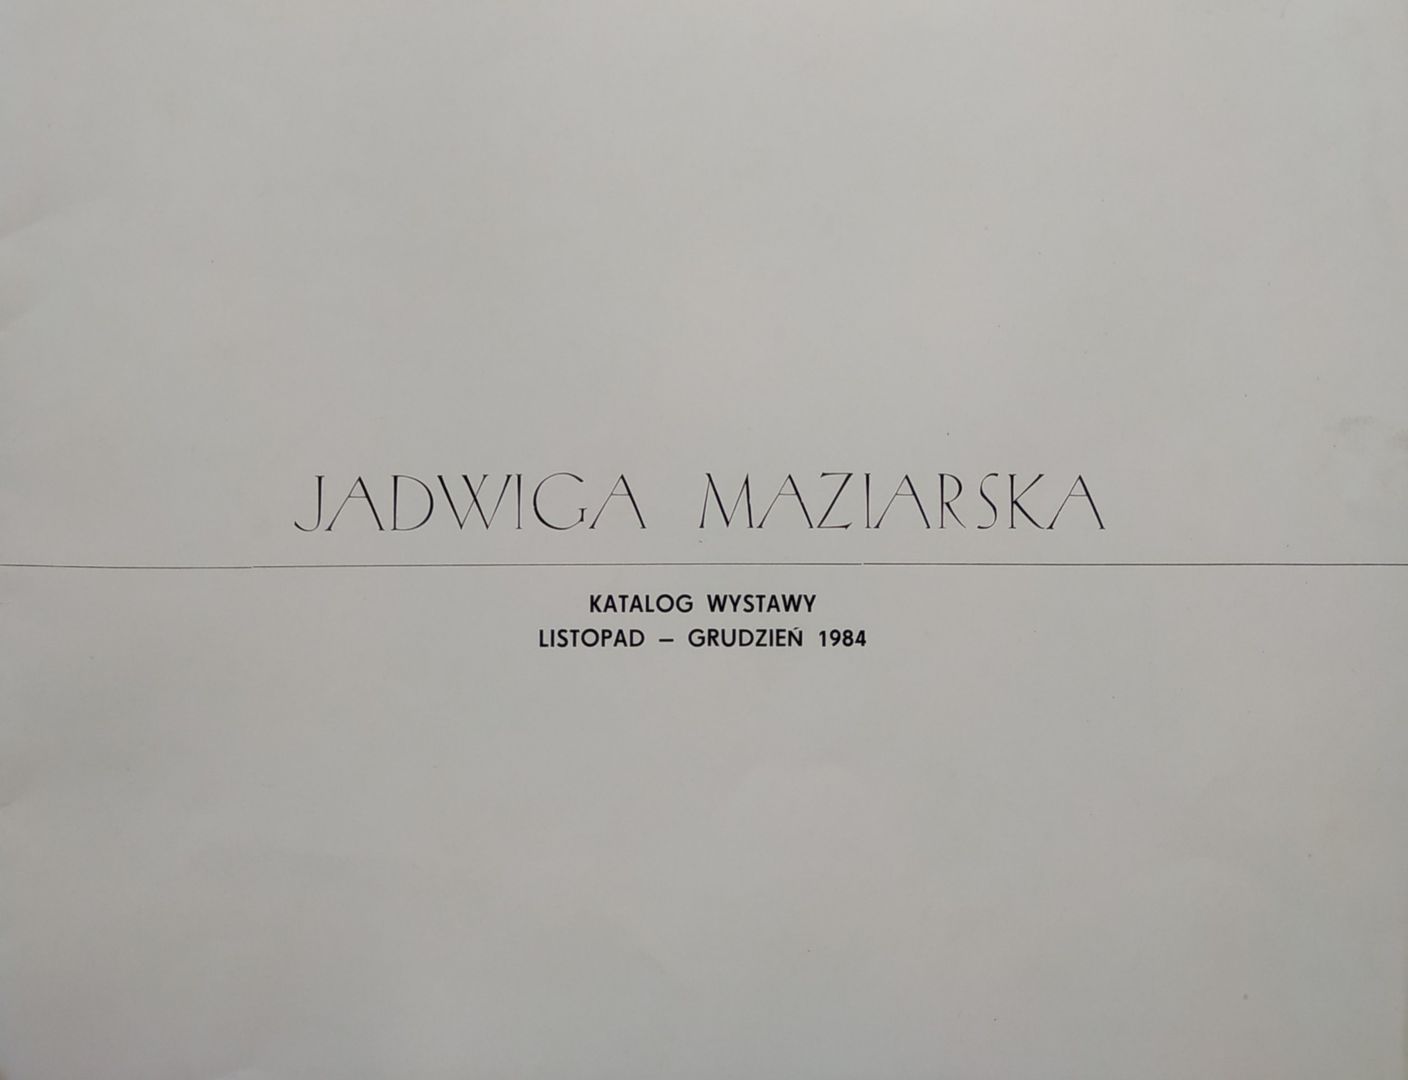 JADWIGA MAZIARSKA
KATALOG WYSTAWY
LISTOPAD – GRUDZIEŃ 1984